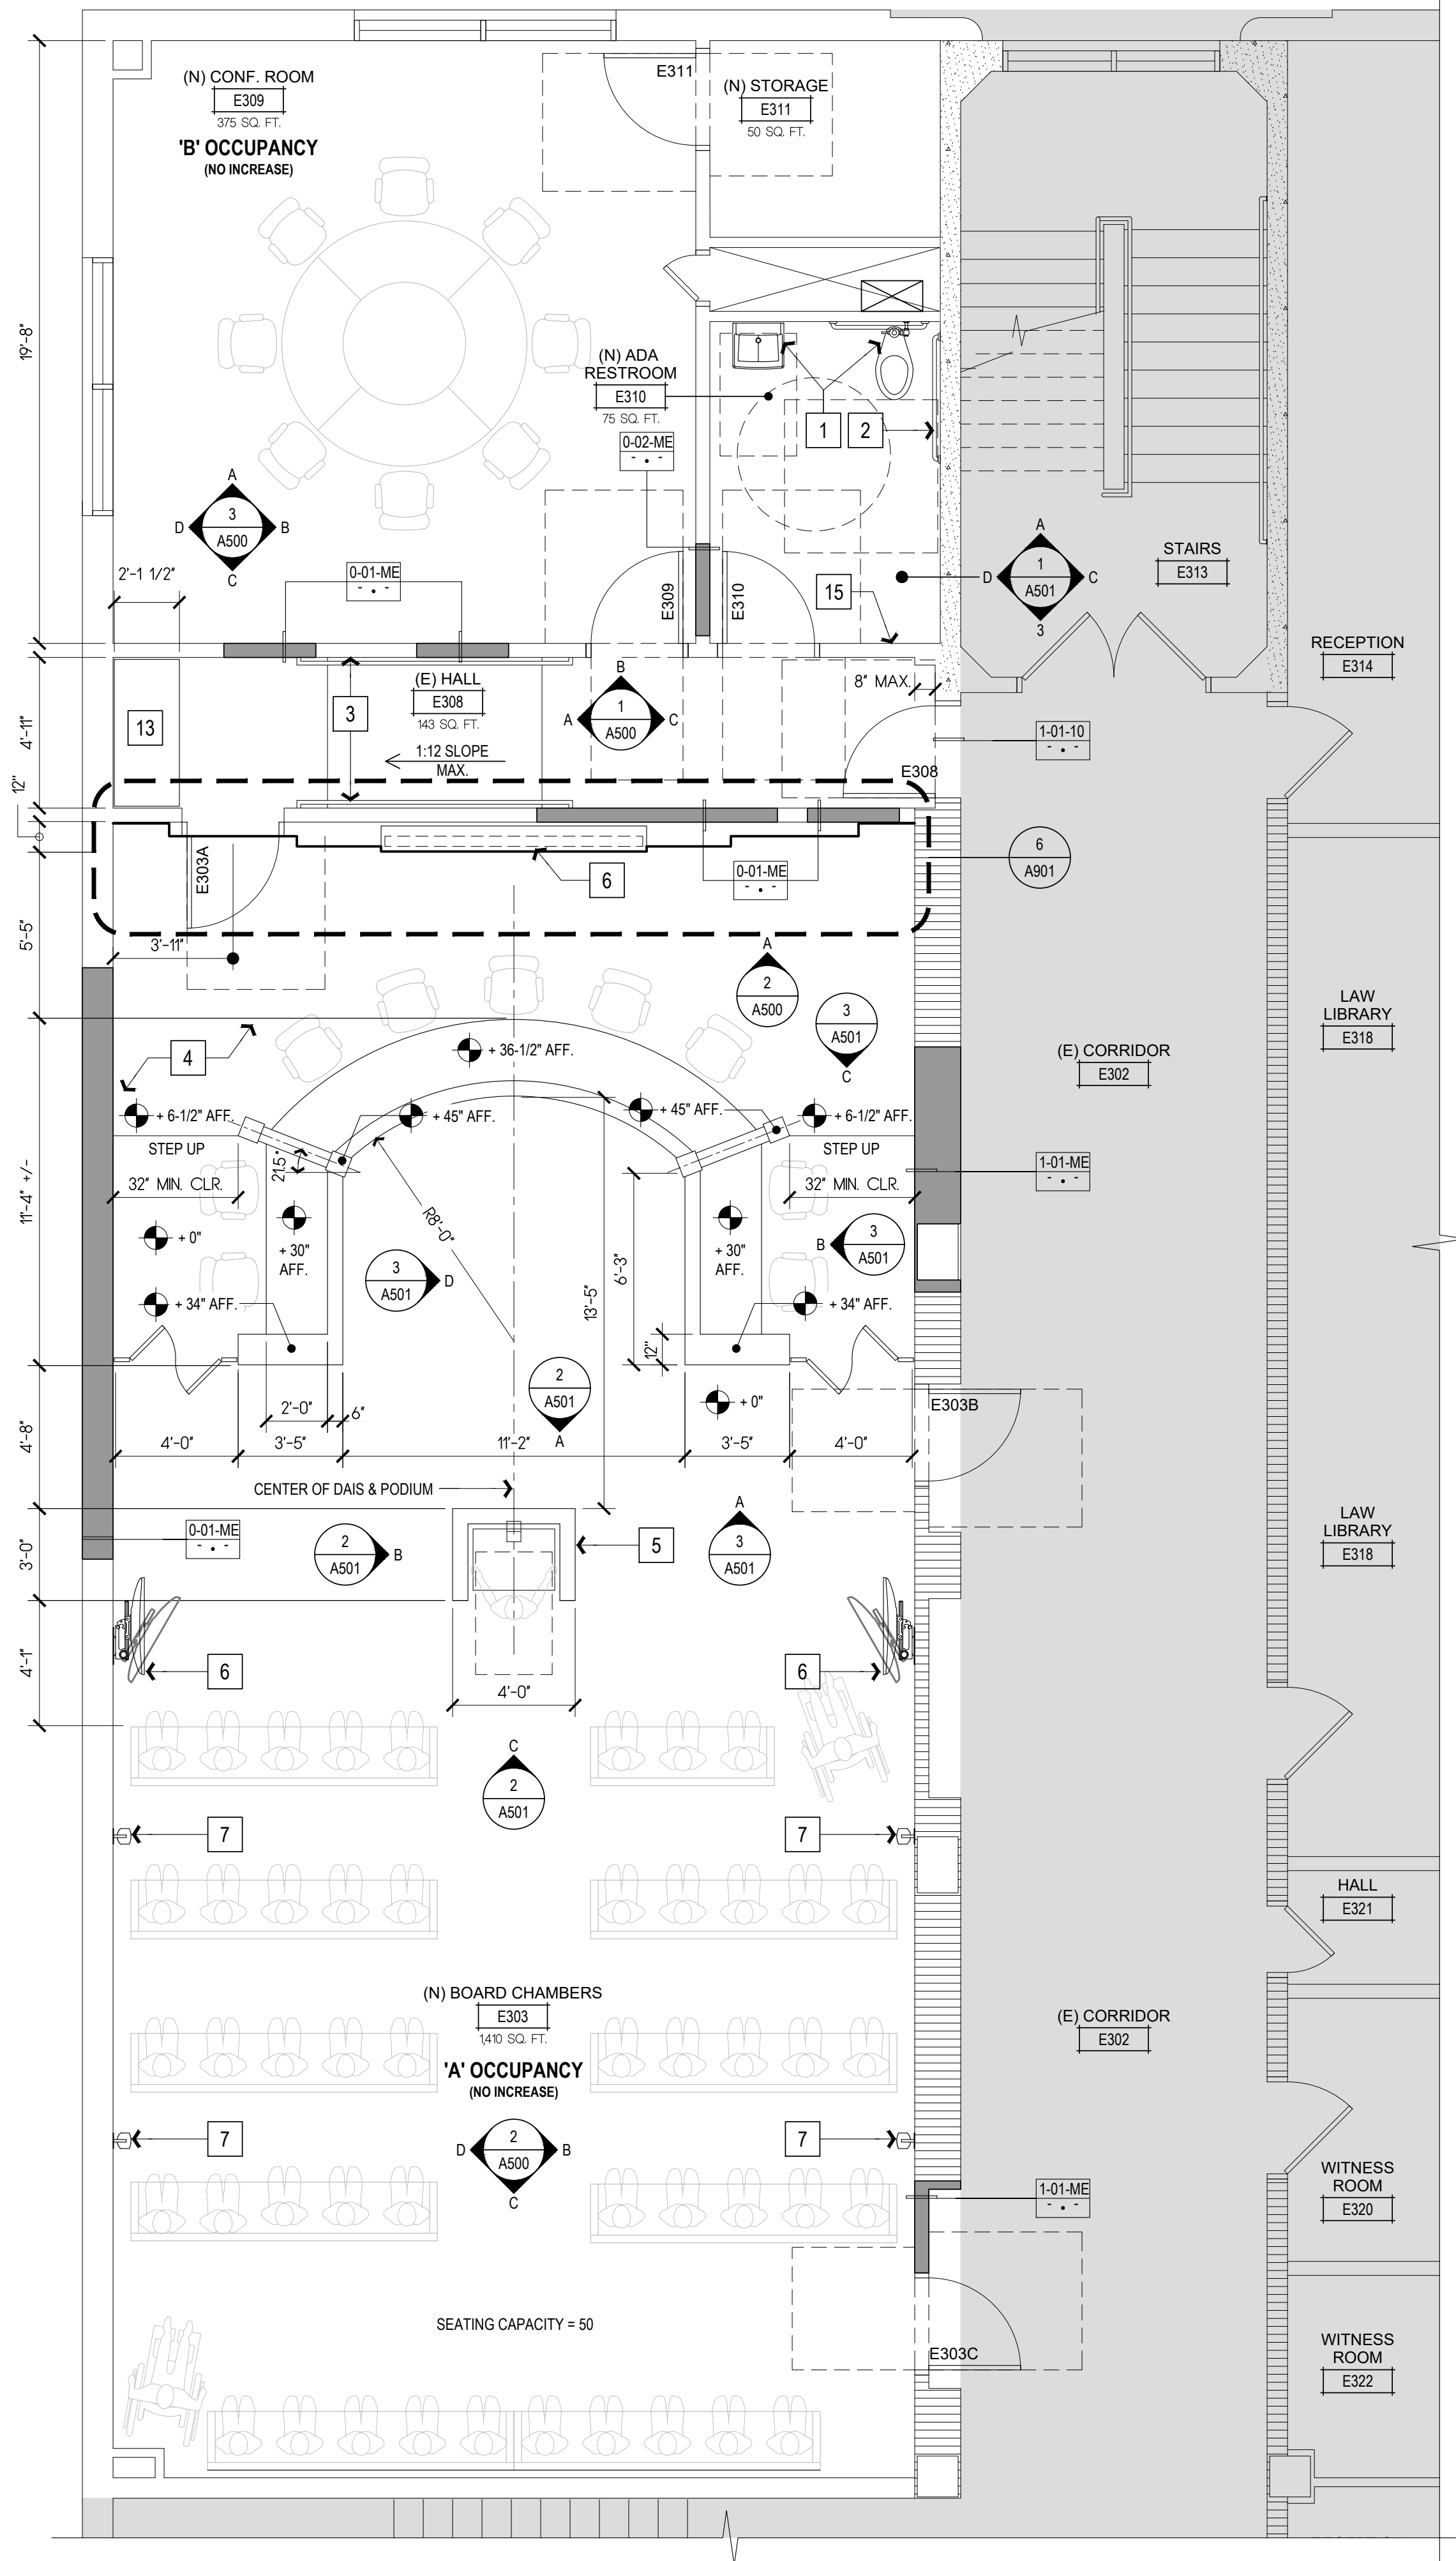 (N) CONF. ROOM
E309
375 SQ. FT.
'B' OCCUPANCY
(NO INCREASE)
E311
(N) STORAGE
E311
50 SQ. FT.
19'-8"
(N) ADA
RESTROOM
E310
75 SQ. FT.
0-02-ME
- • -
1
2
A
D
3
B
A500
C
2'-1 1/2"
0-01-ME
- • -
E309
E310
15
A
D
1
C
A501
3
STAIRS
E313
RECEPTION
E314
4'-11"
13
3
(E) HALL
E308
143 SQ. FT.
1:12 SLOPE
MAX.
B
A
1
C
A500
8" MAX.
E308
1-01-10
- • -
12"
E303A
6
0-01-ME
- • -
6
A901
5'-5"
3'-11"
A
2
A500
3
A501
C
LAW
LIBRARY
E318
(E) CORRIDOR
E302
4
+ 36-1/2" AFF.
+ 6-1/2" AFF.
+ 45" AFF.
+ 45" AFF.
+ 6-1/2" AFF.
STEP UP
STEP UP
21.5°
32" MIN. CLR.
32" MIN. CLR.
1-01-ME
- • -
11'-4" +/-
R8'-0"
+ 0"
+ 30"
AFF.
+ 30"
AFF.
B
3
A501
3
D
A501
6'-3"
13'-5"
+ 34" AFF.
+ 34" AFF.
12"
2
A501
A
+ 0"
E303B
2'-0"
6"
4'-8"
4'-0"
3'-5"
11'-2"
3'-5"
4'-0"
CENTER OF DAIS & PODIUM
0-01-ME
- • -
2
B
A501
5
A
3
A501
LAW
LIBRARY
E318
3'-0"
4'-1"
6
6
4'-0"
C
2
A501
7
7
HALL
E321
(N) BOARD CHAMBERS
E303
1,410 SQ. FT.
'A' OCCUPANCY
(NO INCREASE)
(E) CORRIDOR
E302
7
7
D
2
B
A500
C
WITNESS
ROOM
E320
1-01-ME
- • -
SEATING CAPACITY = 50
E303C
WITNESS
ROOM
E322